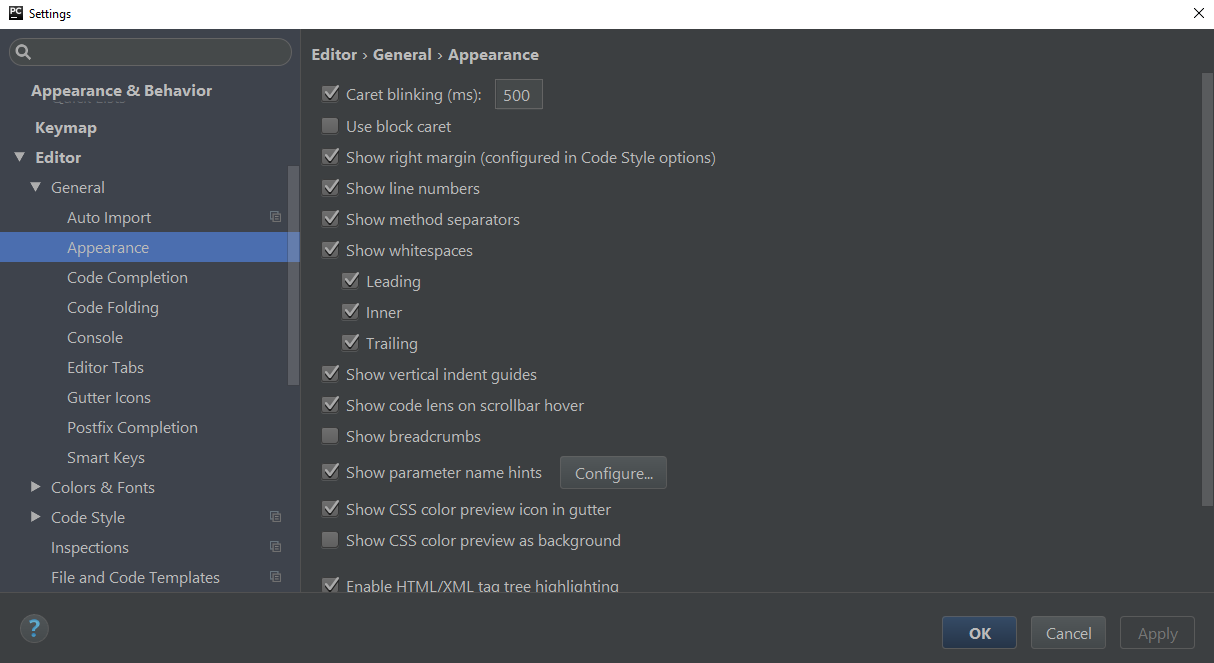 PC Settings
Appearance & Behavior
Keymap
Editor
General
Auto Import
Appearance
Code Completion
Code Folding
Console
Editor Tabs
Gutter Icons
Postfix Completion
Smart Keys
Colors & Fonts
Code Style
Inspections
File and Code Templates
Editor › General › Appearance
Caret blinking (ms): 500
Use block caret
Show right margin (configured in Code Style options)
Show line numbers
Show method separators
Show whitespaces
Leading
Inner
Trailing
Show vertical indent guides
Show code lens on scrollbar hover
Show breadcrumbs
Show parameter name hints Configure...
Show CSS color preview icon in gutter
Show CSS color preview as background
Enable HTML/XML tag tree highlighting
? OK Cancel Apply